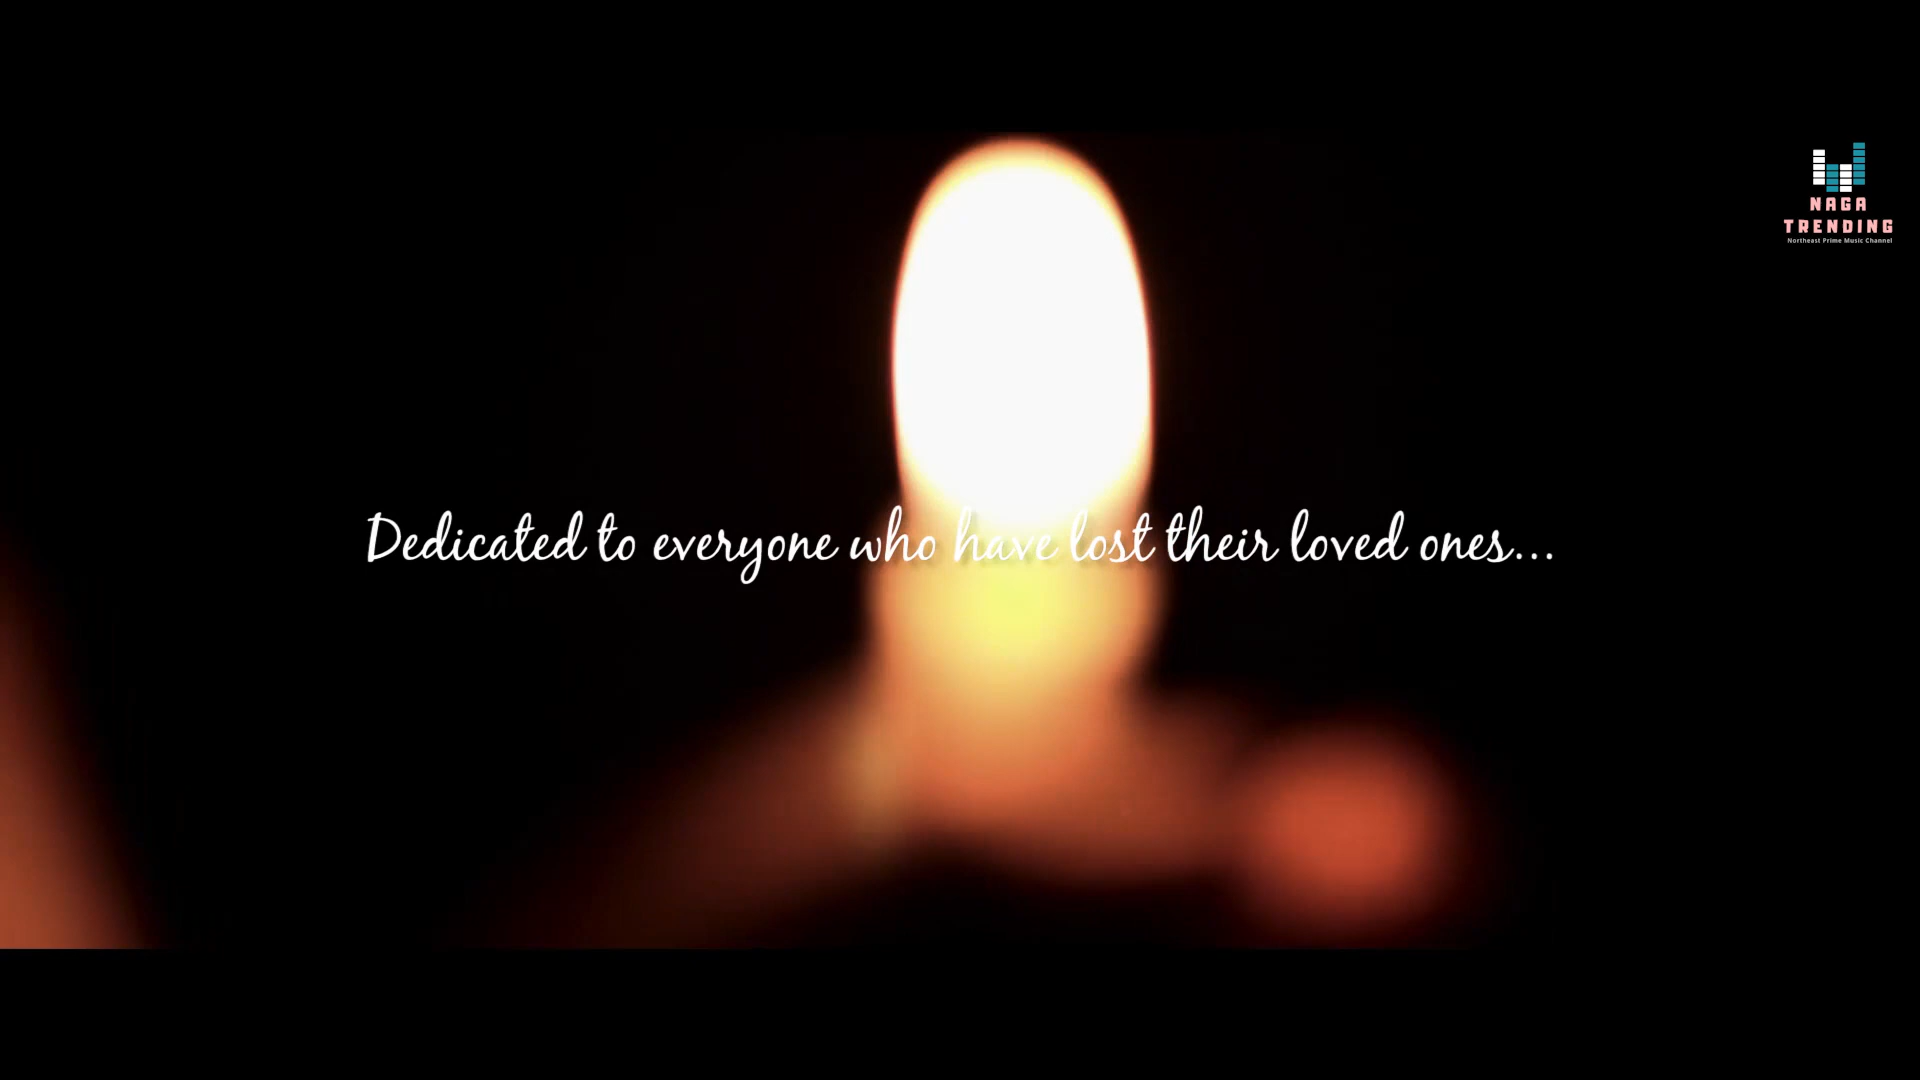 NAGA
TRENDING
Northeast Prime Music Channel
Dedicated to everyone who have lost their loved ones...